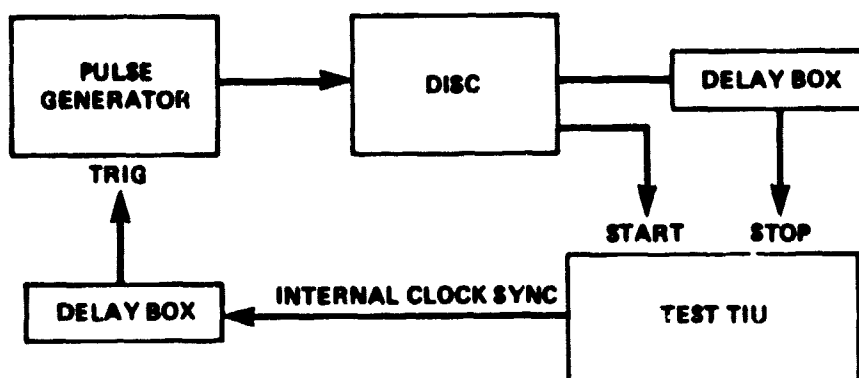 PULSE
GENERATOR
DISC
DELAY BOX
TRIG
START
STOP
DELAY BOX
INTERNAL CLOCK SYNC
TEST TIU